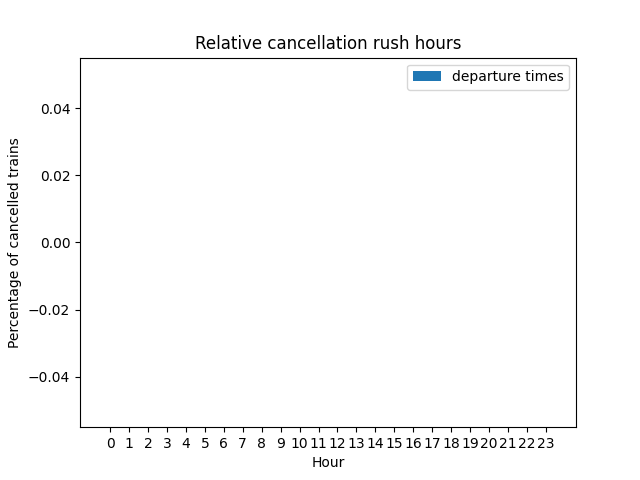 Relative cancellation rush hours
departure times
Percentage of cancelled trains
0.04
0.02
0.00
−0.02
−0.04
0 1 2 3 4 5 6 7 8 9 10 11 12 13 14 15 16 17 18 19 20 21 22 23
Hour